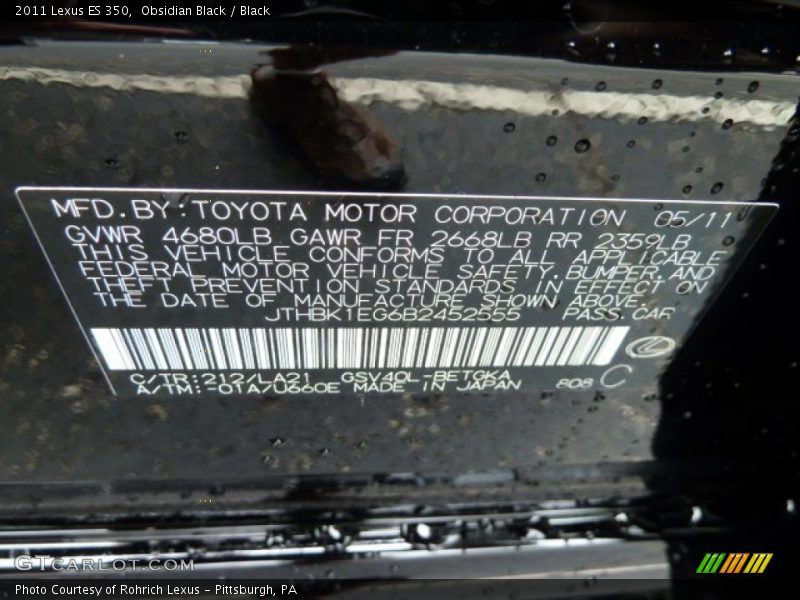 2011 Lexus ES 350, Obsidian Black / Black
MFD.BY:TOYOTA MOTOR CORPORATION 05/11
GVWR 4680LB GAWR FR 2668LB RR 2359LB
THIS VEHICLE CONFORMS TO ALL APPLICABLE
FEDERAL MOTOR VEHICLE SAFETY,BUMPER,AND
THEFT PREVENTION STANDARDS IN EFFECT ON
THE DATE OF MANUFACTURE SHOWN ABOVE.
JTHBK1EG6B2452555 PASS.CAR
C/TR:212/LA21 GSV40L-BETGKA
A/TM:-01A/U660E MADE IN JAPAN
R08 C
GTCarLot.com
Photo Courtesy of Rohrich Lexus - Pittsburgh, PA